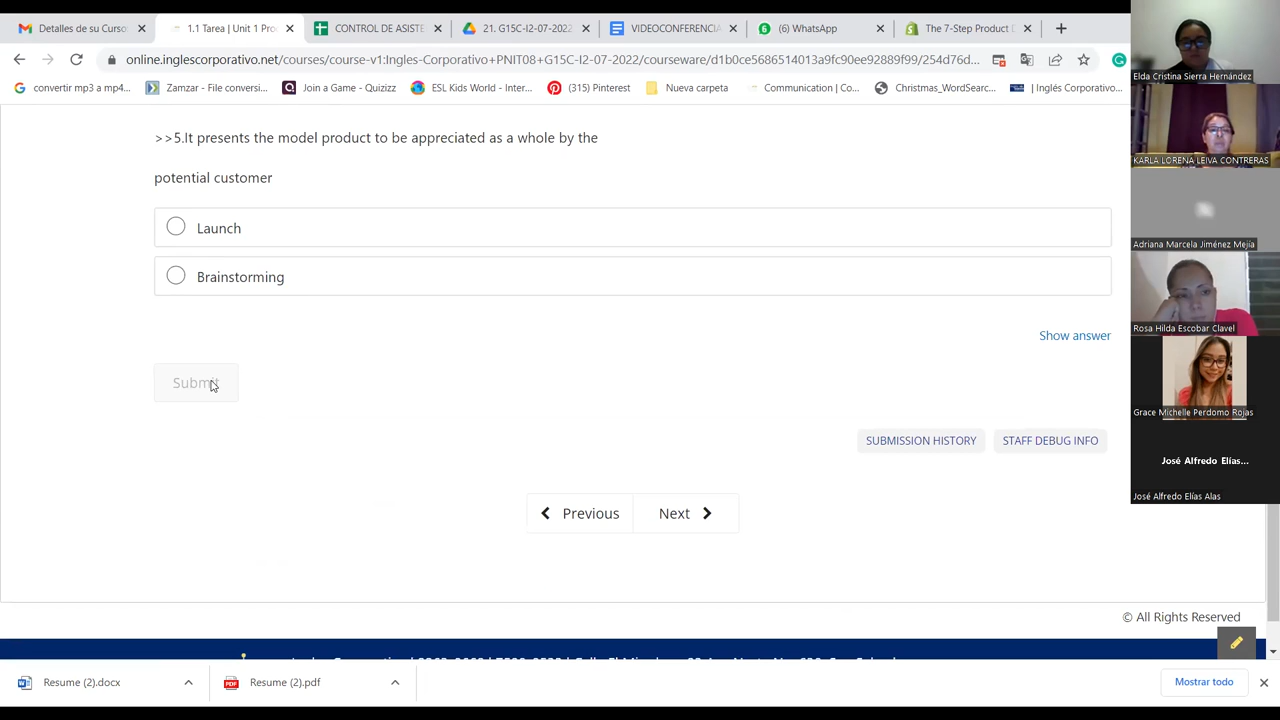 Detalles de su Curso
1.1 Tarea | Unit 1 Pro
CONTROL DE ASISTE
21. G15C-I2-07-2022
VIDEOCONFERENCIA
(6) WhatsApp
The 7-Step Product D
online.inglescorporativo.net/courses/course-v1:Ingles-Corporativo+PNIT08+G15C-I2-07-2022/courseware/d1b2ce5686514013a9fc90ee92889f99/254d76d...
convertir mp3 a mp4...
Zamzar - File conversi...
Join a Game - Quizizz
ESL Kids World - Inter...
(315) Pinterest
Nueva carpeta
Communication | Co...
Christmas_WordSearc...
| Inglés Corporativo...
>>5.It presents the model product to be appreciated as a whole by the
potential customer
Launch
Brainstorming
Show answer
Submit
SUBMISSION HISTORY
STAFF DEBUG INFO
Previous
Next
© All Rights Reserved
Resume (2).docx
Resume (2).pdf
Mostrar todo
Elda Cristina Sierra Hernández
KARLA LORENA LEIVA CONTRERAS
Adriana Marcela Jiménez Mejía
Rosa Hilda Escobar Clavel
Grace Michelle Perdomo Rojas
José Alfredo Elías...
José Alfredo Elías Alas